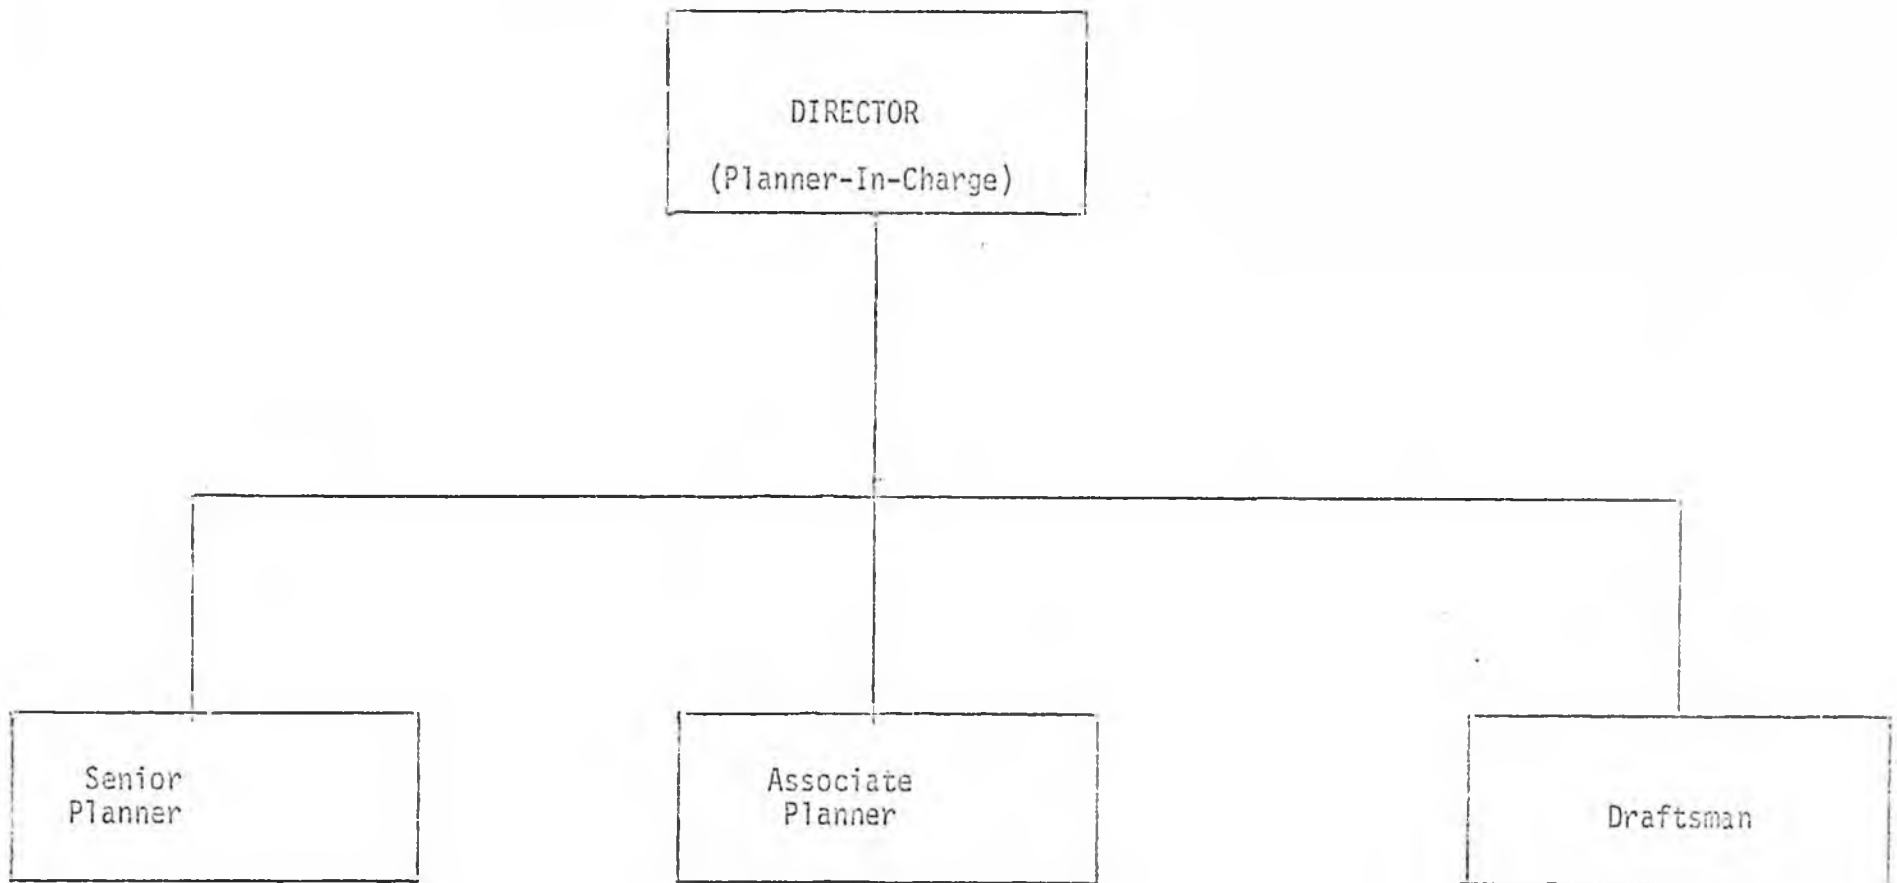 DIRECTOR
(Planner-In-Charge)
Senior
Planner
Associate
Planner
Draftsman